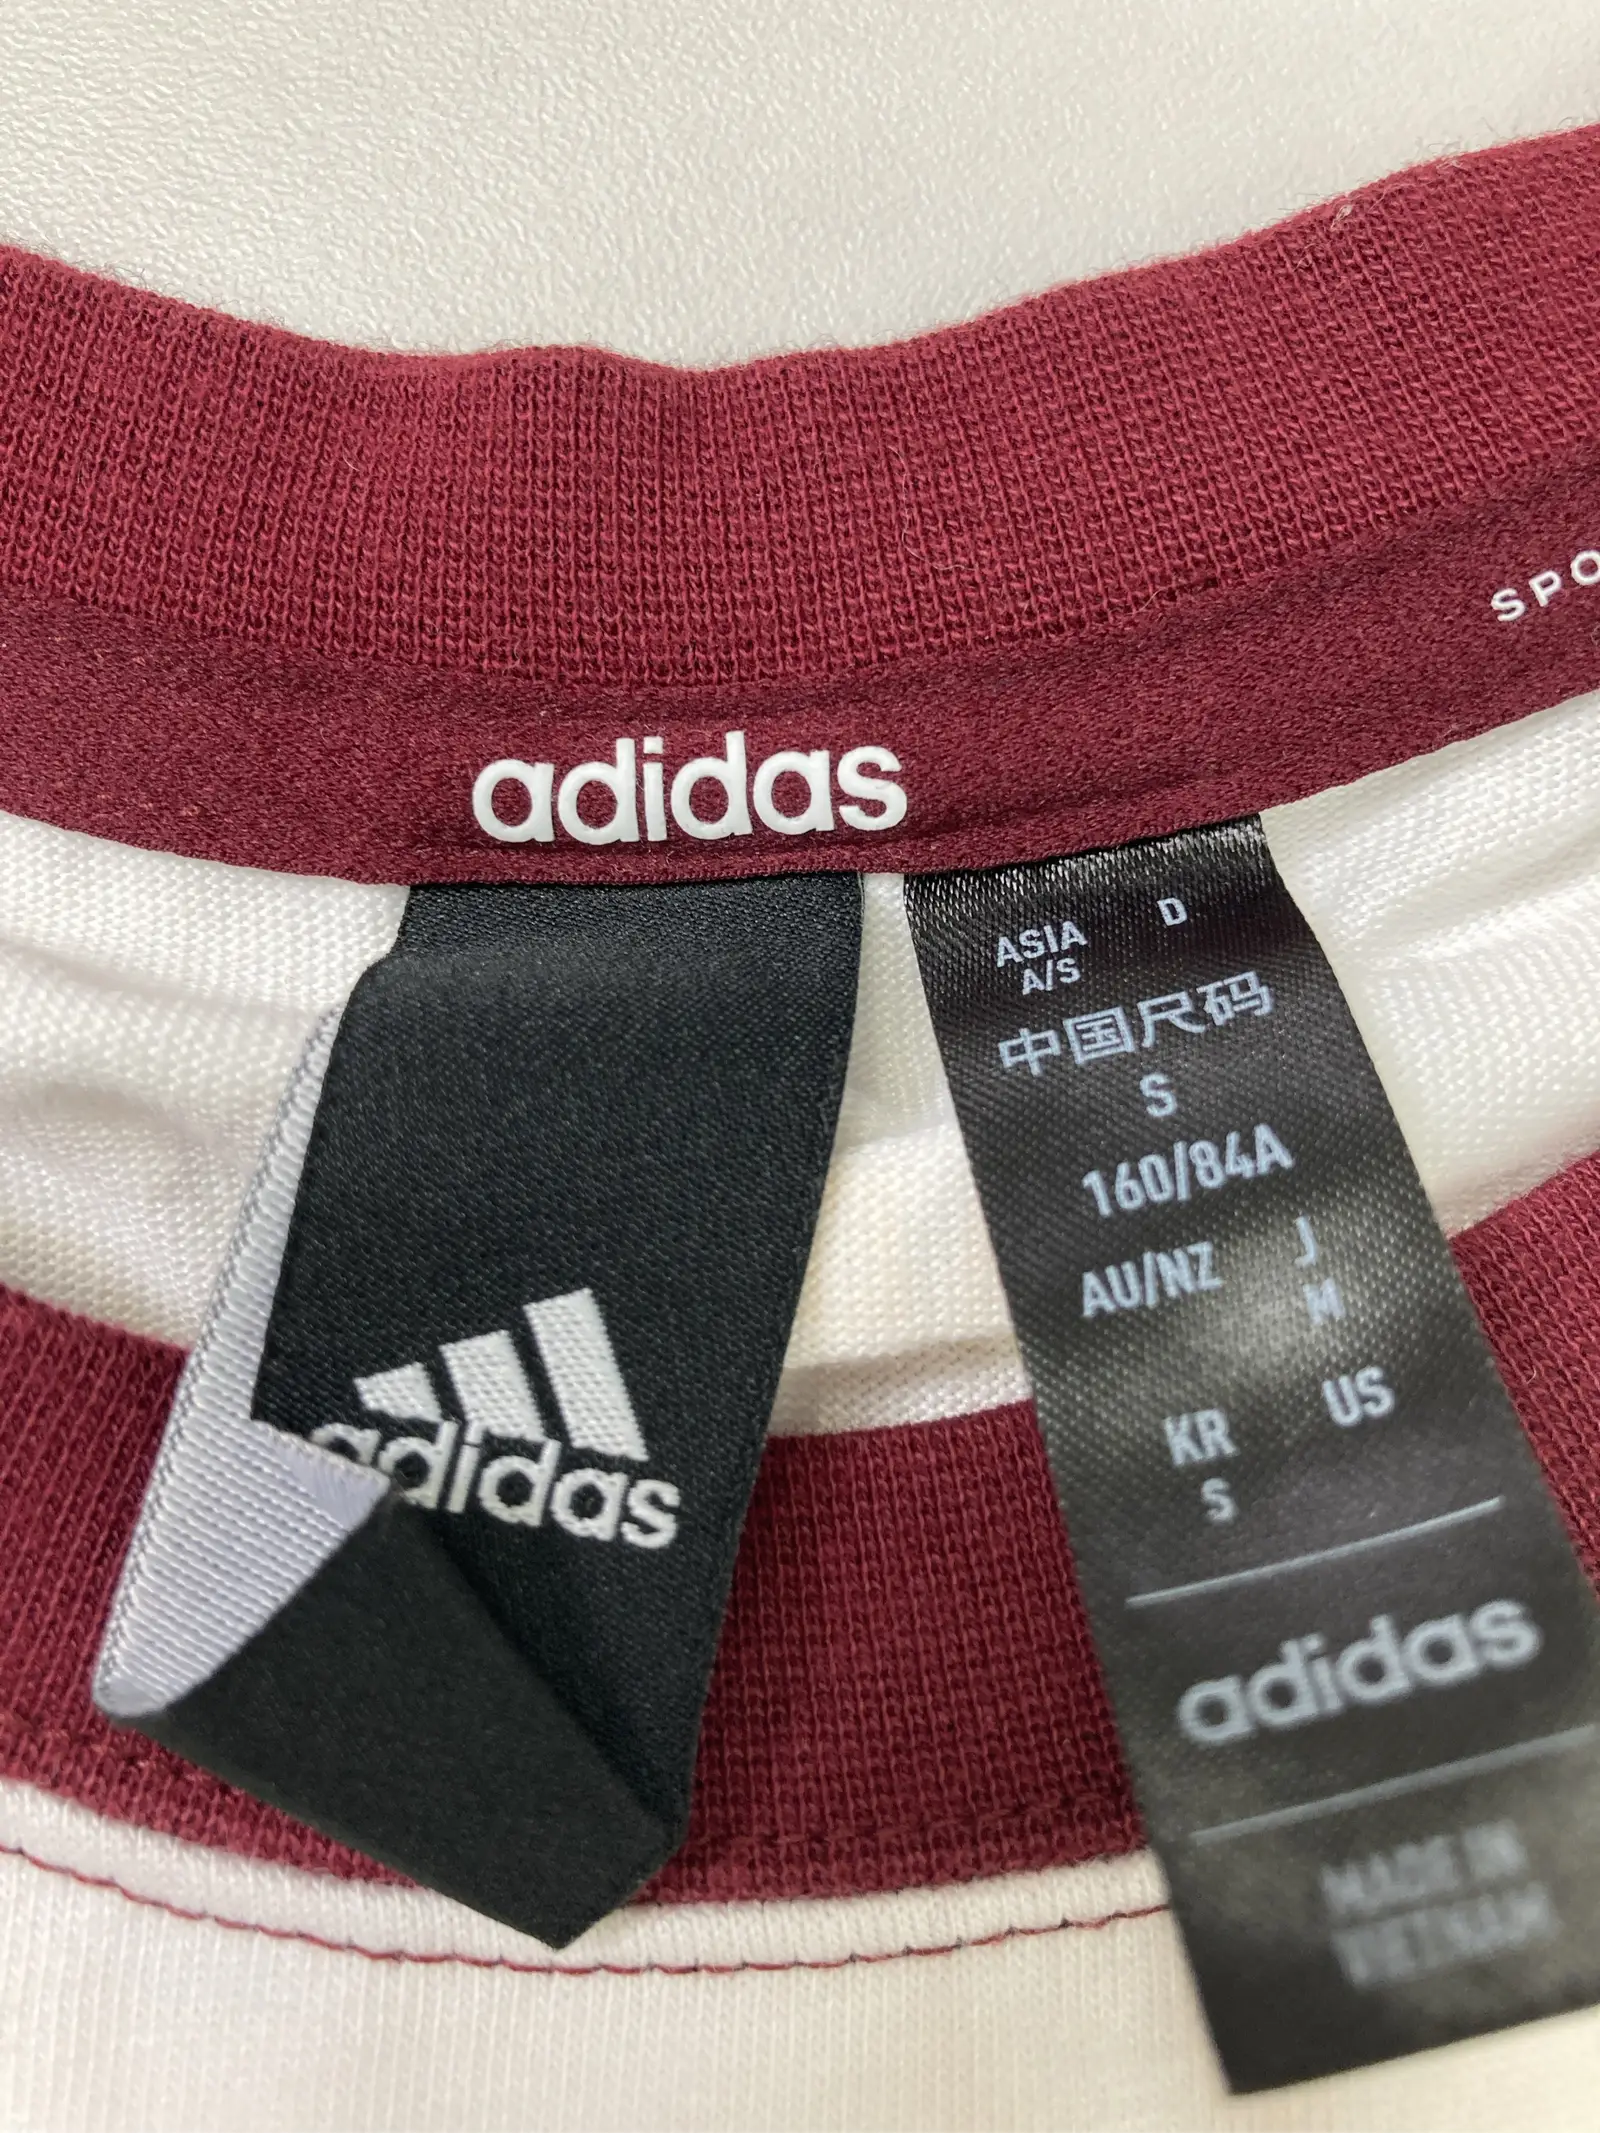 SPO
adidas
adidas
ASIA D
A/S
中国尺码
S
160/84A
AU/NZ J
M
KR US
S
adidas
MADE IN
VIETNAM